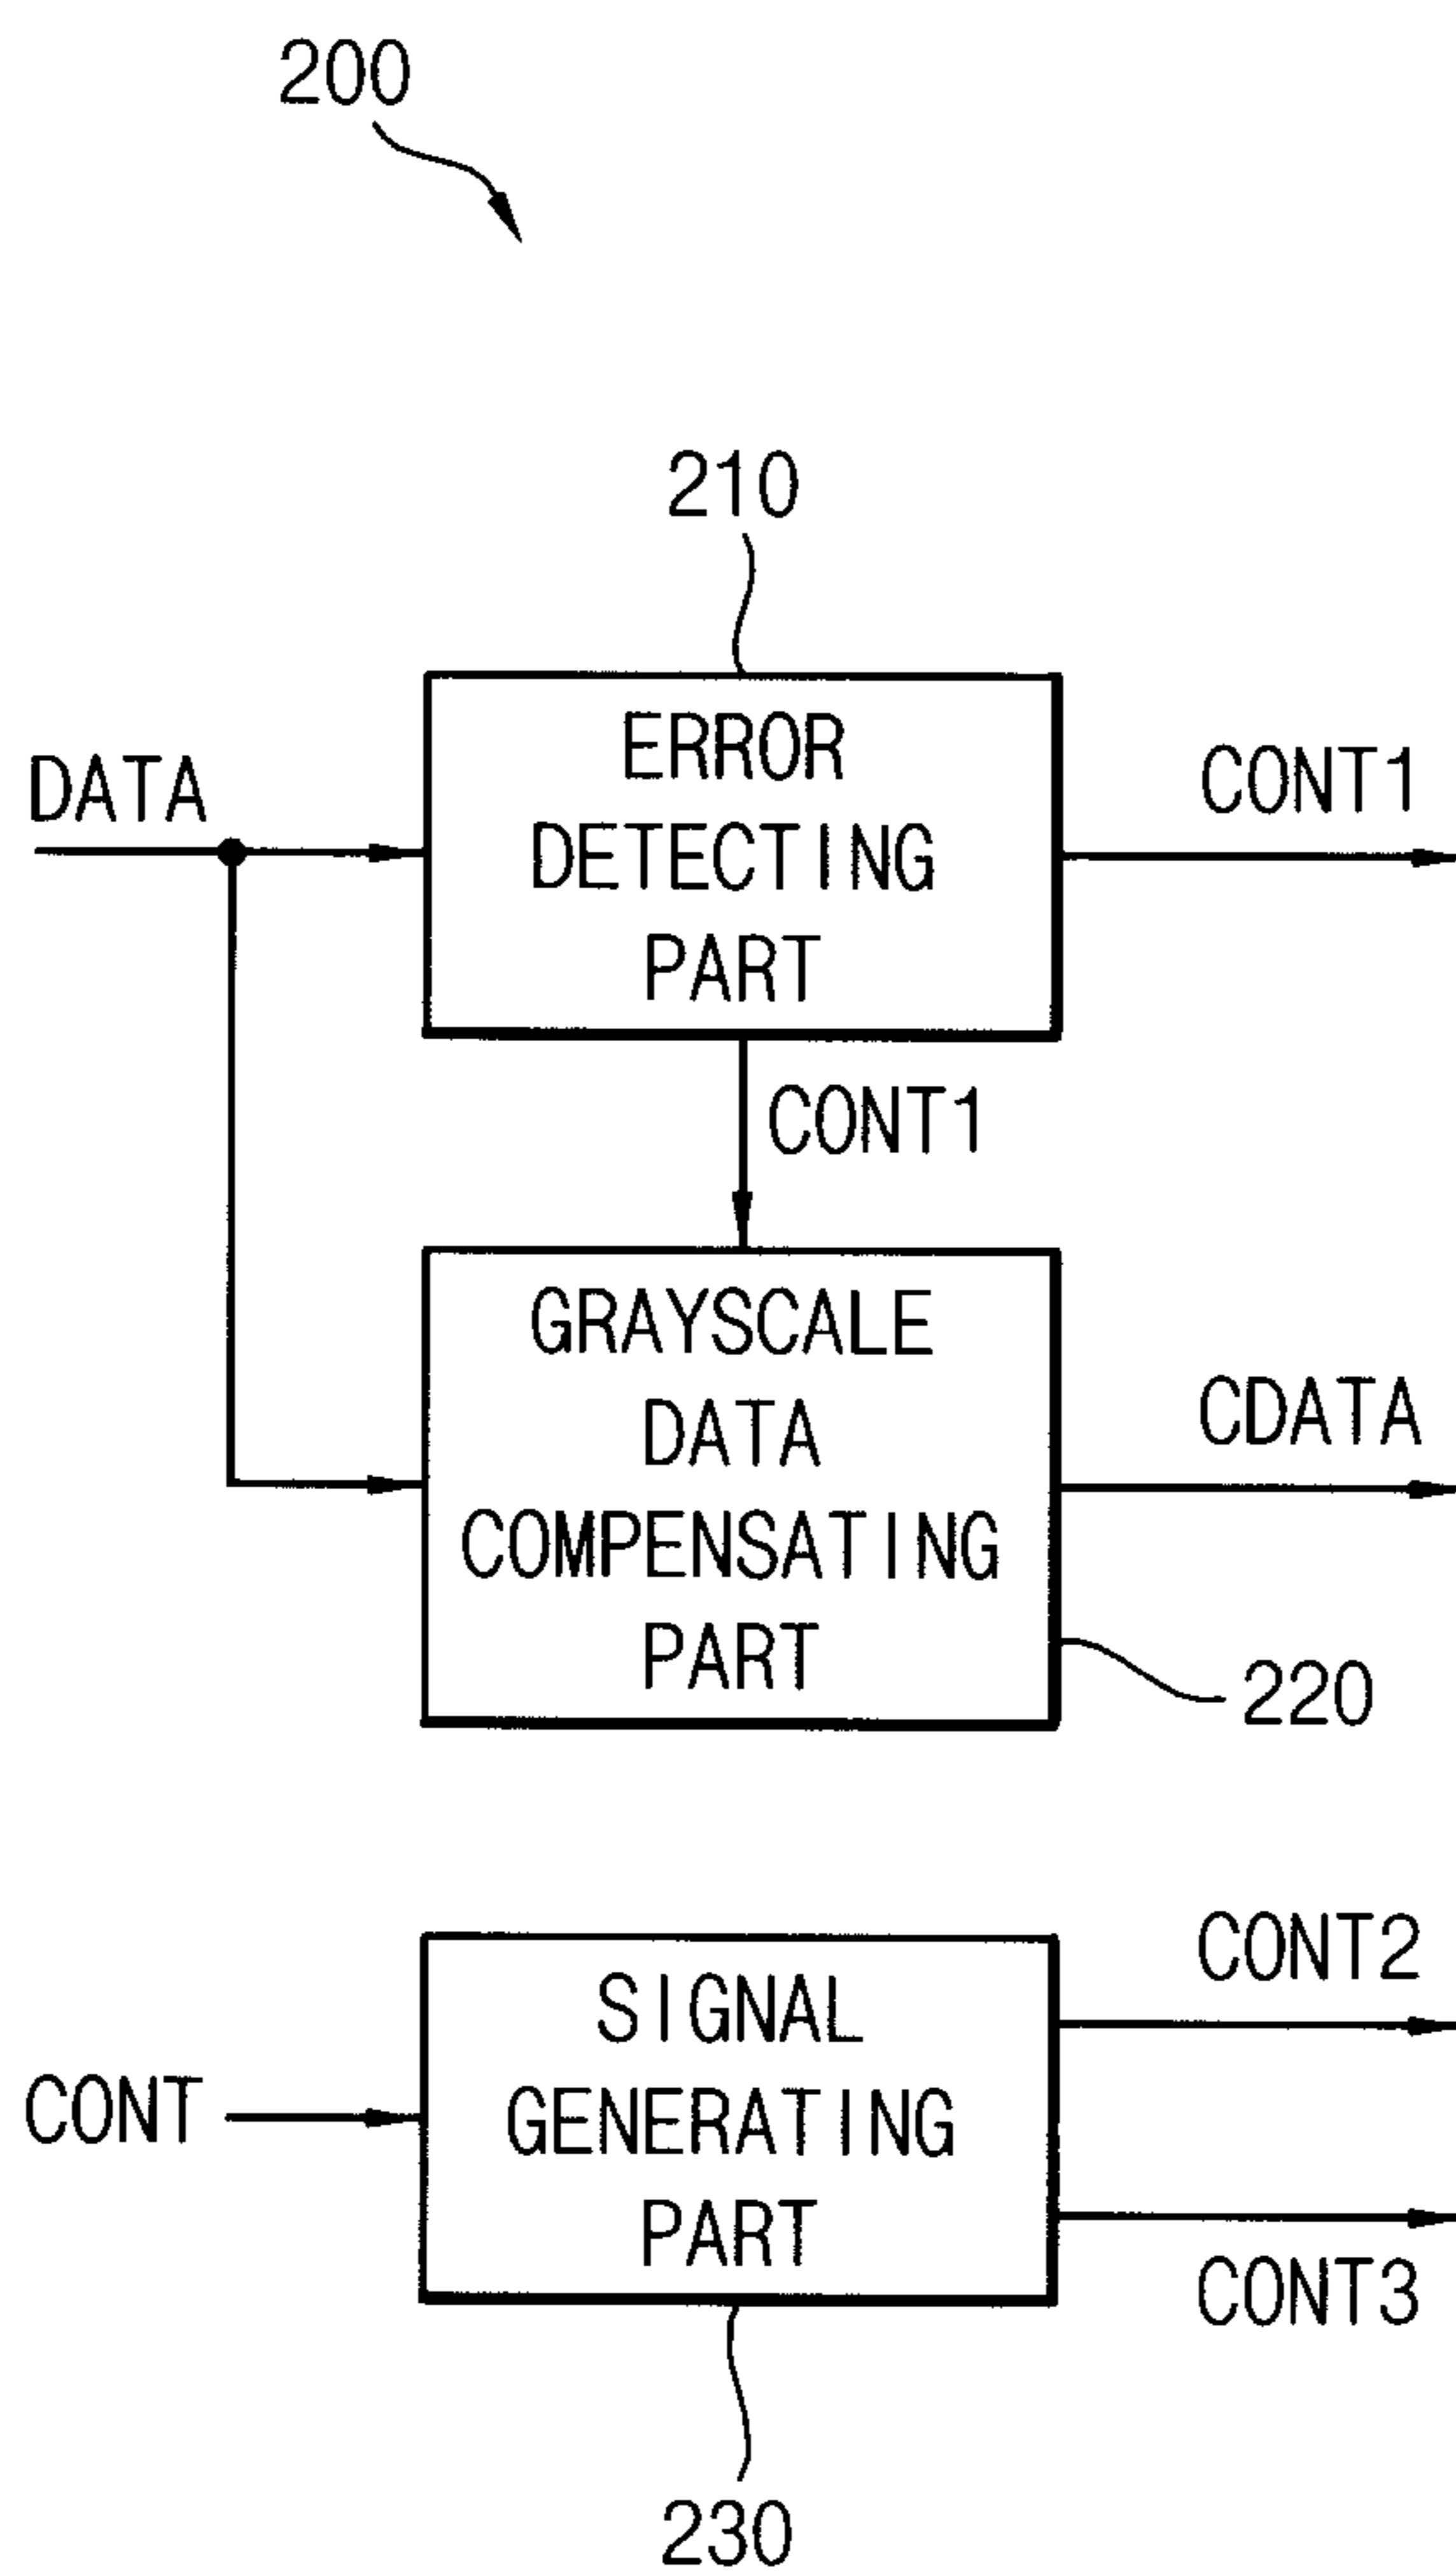 200
210
DATA
ERROR
DETECTING
PART
CONT1
CONT1
GRAYSCALE
DATA
COMPENSATING
PART
CDATA
220
CONT
SIGNAL
GENERATING
PART
CONT2
CONT3
230